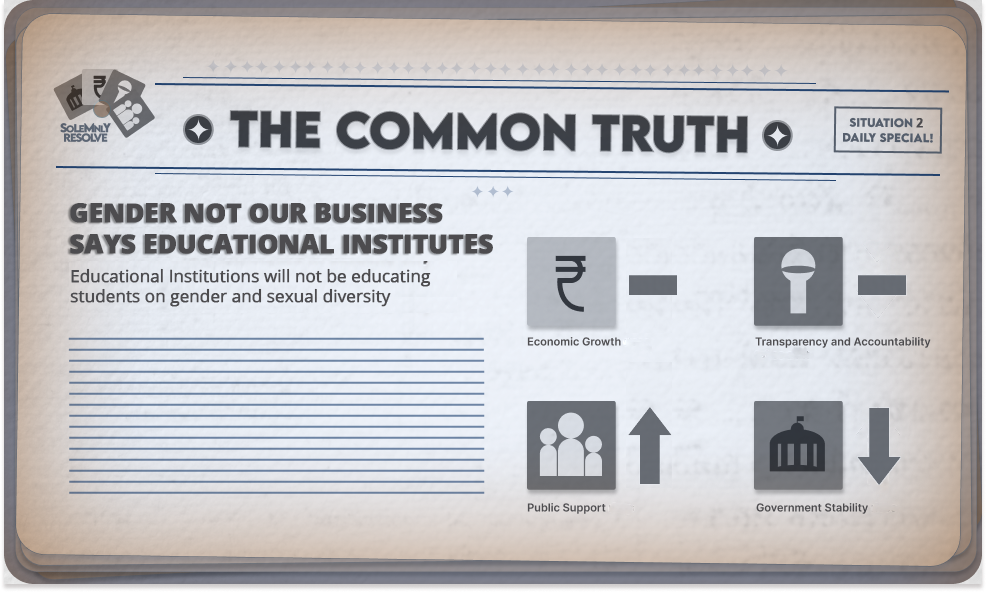 SOLEMNLY
RESOLVE
THE COMMON TRUTH
SITUATION 2
DAILY SPECIAL!
GENDER NOT OUR BUSINESS
SAYS EDUCATIONAL INSTITUTES
Educational Institutions will not be educating
students on gender and sexual diversity
₹
Economic Growth
Transparency and Accountability
Public Support
Government Stability